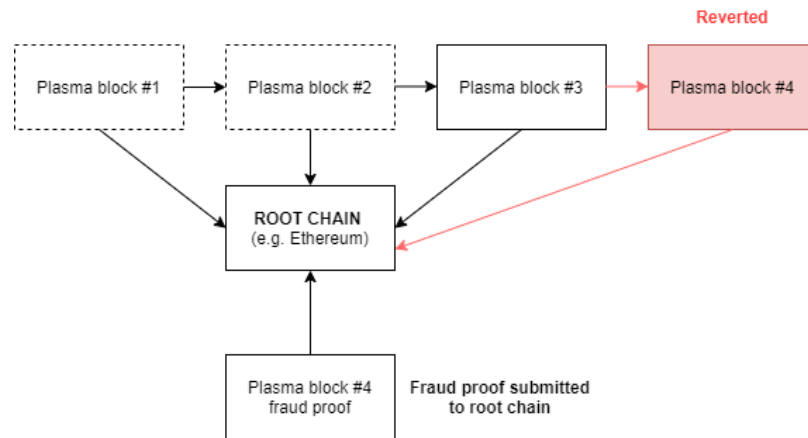 Reverted
Plasma block #1
Plasma block #2
Plasma block #3
Plasma block #4
ROOT CHAIN
(e.g. Ethereum)
Plasma block #4
fraud proof
Fraud proof submitted
to root chain